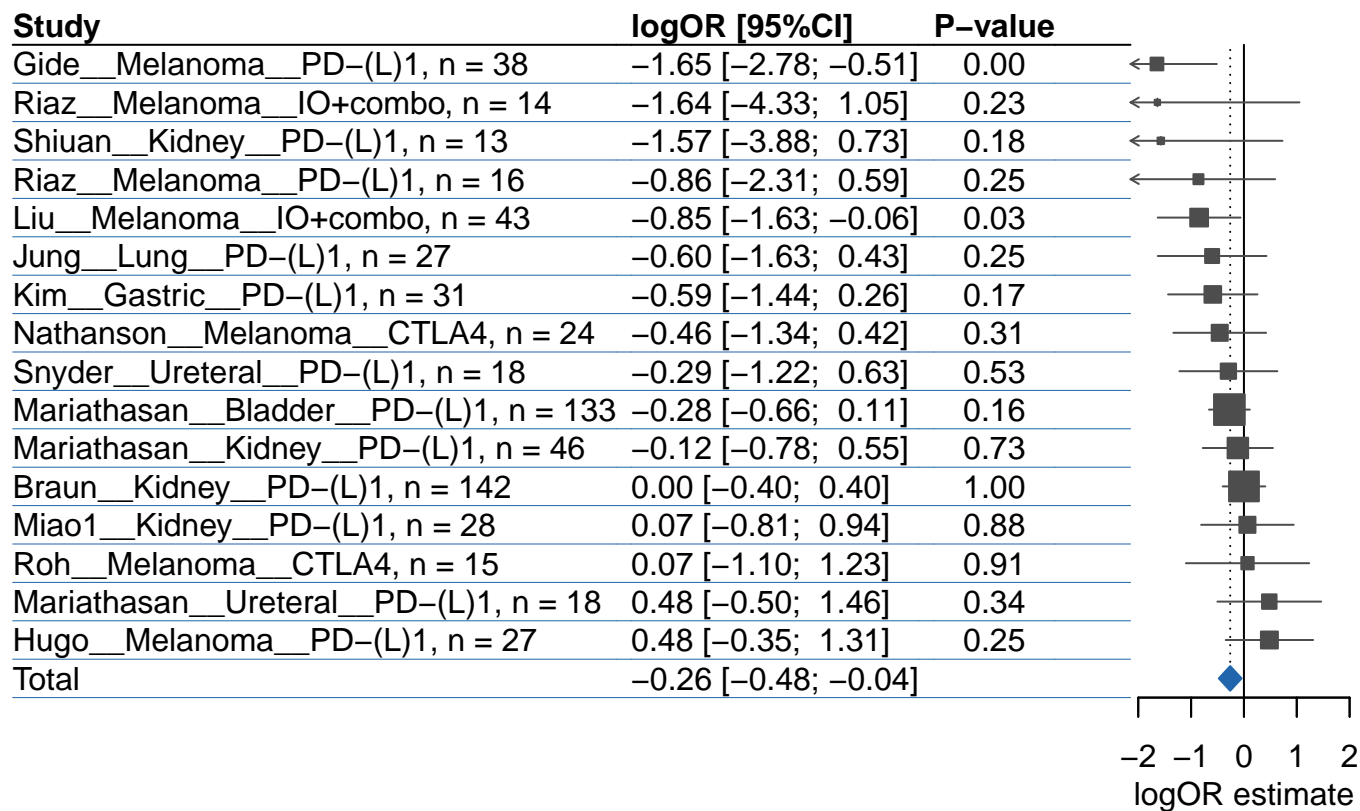 Study logOR [95%CI] P−value
Gide__Melanoma__PD−(L)1, n = 38 −1.65 [−2.78; −0.51] 0.00
Riaz__Melanoma__IO+combo, n = 14 −1.64 [−4.33; 1.05] 0.23
Shiuan__Kidney__PD−(L)1, n = 13 −1.57 [−3.88; 0.73] 0.18
Riaz__Melanoma__PD−(L)1, n = 16 −0.86 [−2.31; 0.59] 0.25
Liu__Melanoma__IO+combo, n = 43 −0.85 [−1.63; −0.06] 0.03
Jung__Lung__PD−(L)1, n = 27 −0.60 [−1.63; 0.43] 0.25
Kim__Gastric__PD−(L)1, n = 31 −0.59 [−1.44; 0.26] 0.17
Nathanson__Melanoma__CTLA4, n = 24 −0.46 [−1.34; 0.42] 0.31
Snyder__Ureteral__PD−(L)1, n = 18 −0.29 [−1.22; 0.63] 0.53
Mariathasan__Bladder__PD−(L)1, n = 133 −0.28 [−0.66; 0.11] 0.16
Mariathasan__Kidney__PD−(L)1, n = 46 −0.12 [−0.78; 0.55] 0.73
Braun__Kidney__PD−(L)1, n = 142 0.00 [−0.40; 0.40] 1.00
Miao1__Kidney__PD−(L)1, n = 28 0.07 [−0.81; 0.94] 0.88
Roh__Melanoma__CTLA4, n = 15 0.07 [−1.10; 1.23] 0.91
Mariathasan__Ureteral__PD−(L)1, n = 18 0.48 [−0.50; 1.46] 0.34
Hugo__Melanoma__PD−(L)1, n = 27 0.48 [−0.35; 1.31] 0.25
Total −0.26 [−0.48; −0.04]
−2 −1 0 1 2
logOR estimate